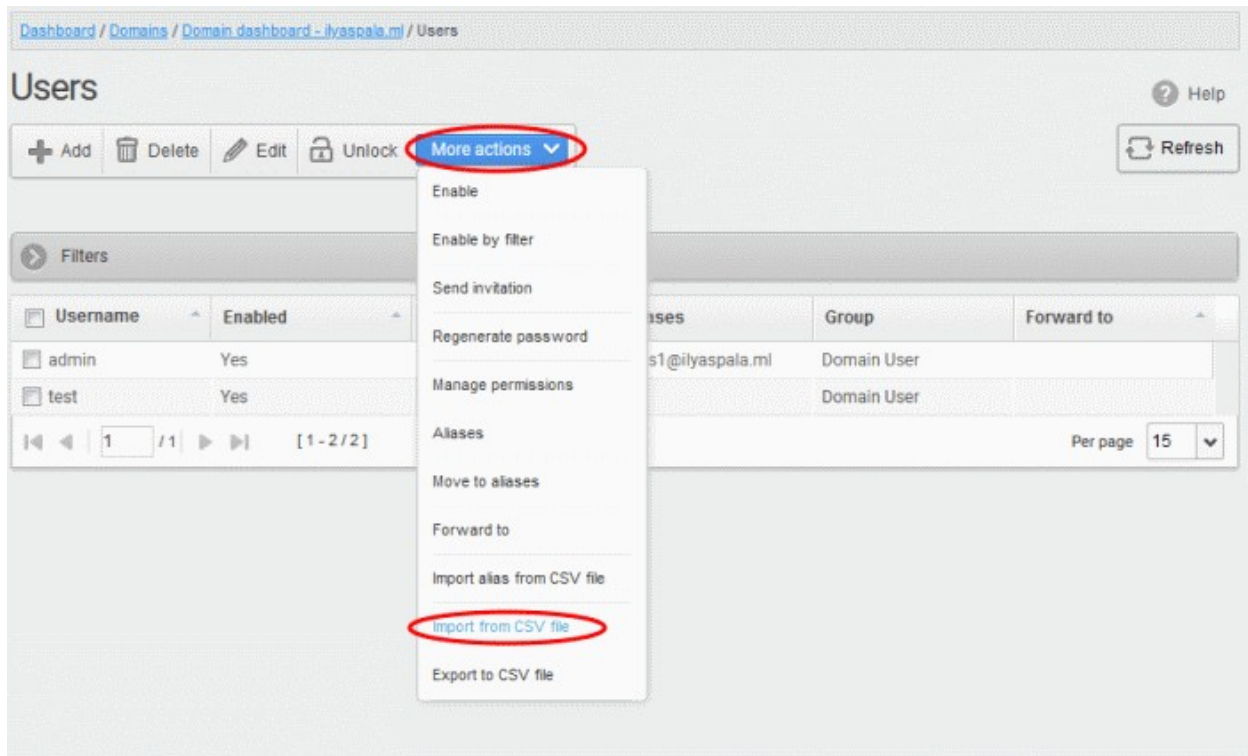 Dashboard / Domains / Domain dashboard - ilyaspala.ml / Users
Users
Help
Add Delete Edit Unlock More actions
Refresh
Enable
Enable by filter
Filters
Send invitation
Username Enabled ases Group Forward to
Regenerate password
admin Yes s1@ilyaspala.ml Domain User
Manage permissions
test Yes Domain User
Aliases
1 / 1 [ 1 - 2 / 2 ] Per page 15
Move to aliases
Forward to
Import alias from CSV file
Import from CSV file
Export to CSV file